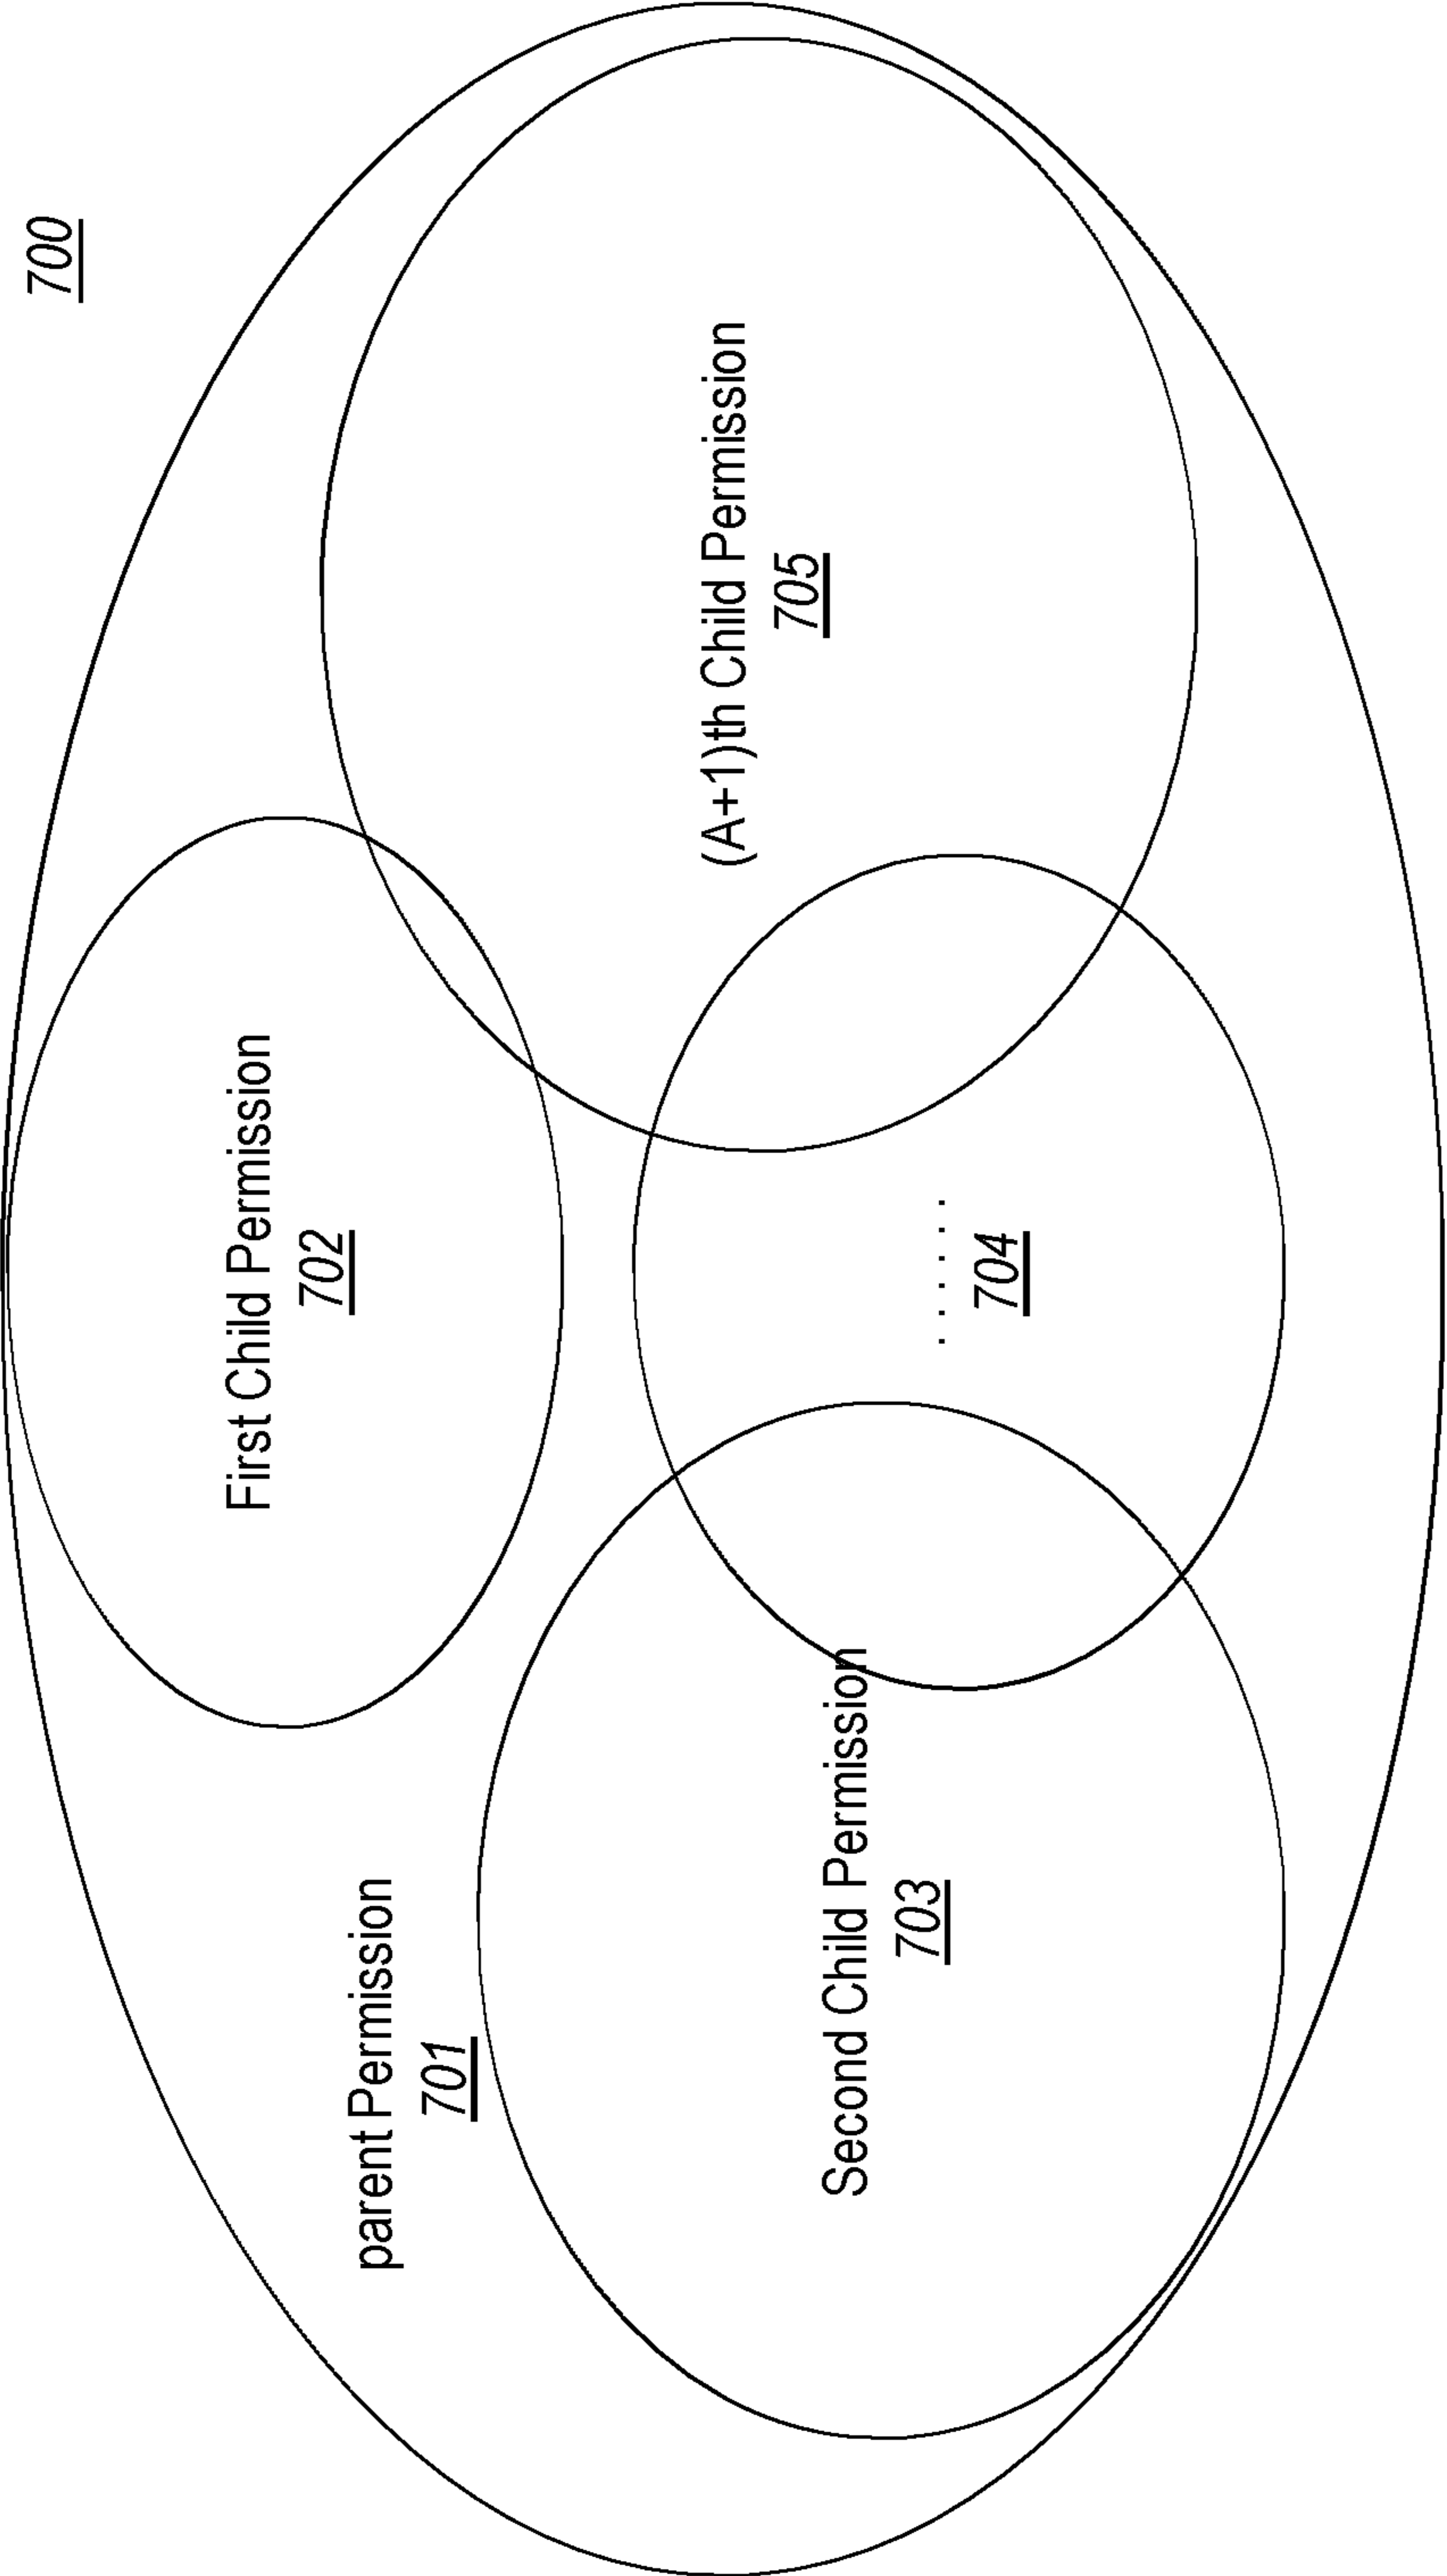 700
First Child Permission
702
parent Permission
701
(A+1)th Child Permission
705
Second Child Permission
703
......
704